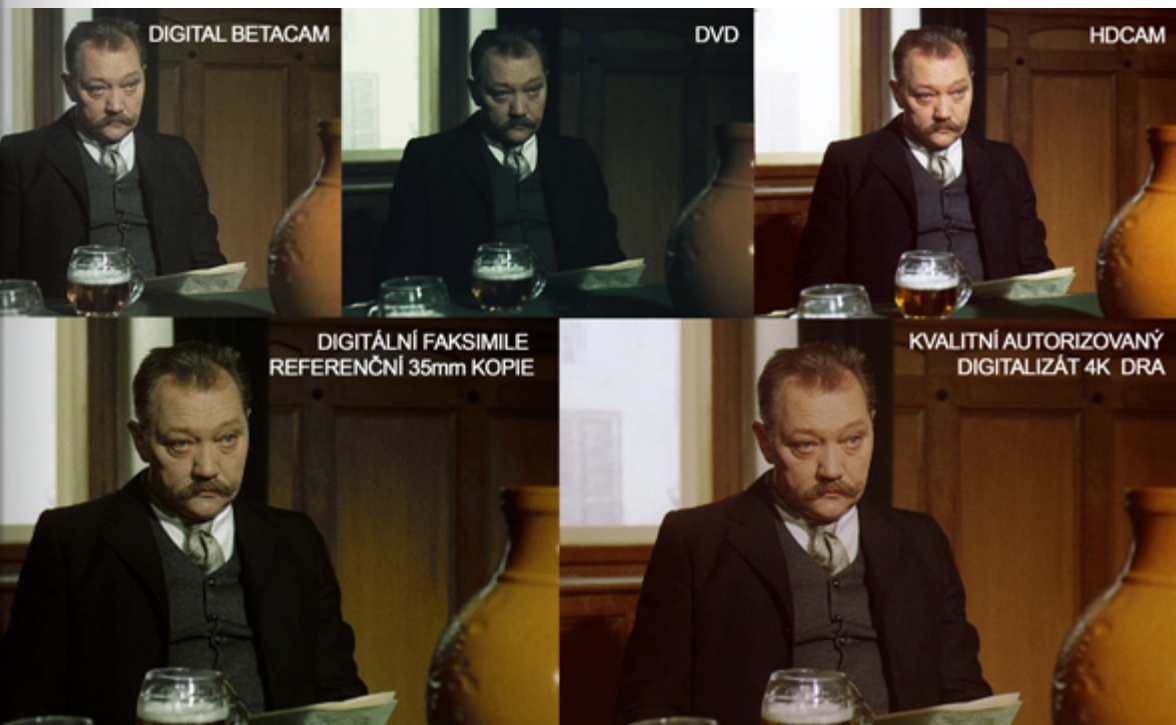 DIGITAL BETACAM
DVD
HDCAM
DIGITÁLNÍ FAKSIMILE
REFERENČNÍ 35mm KOPIE
KVALITNÍ AUTORIZOVANÝ
DIGITALIZÁT 4K DRA